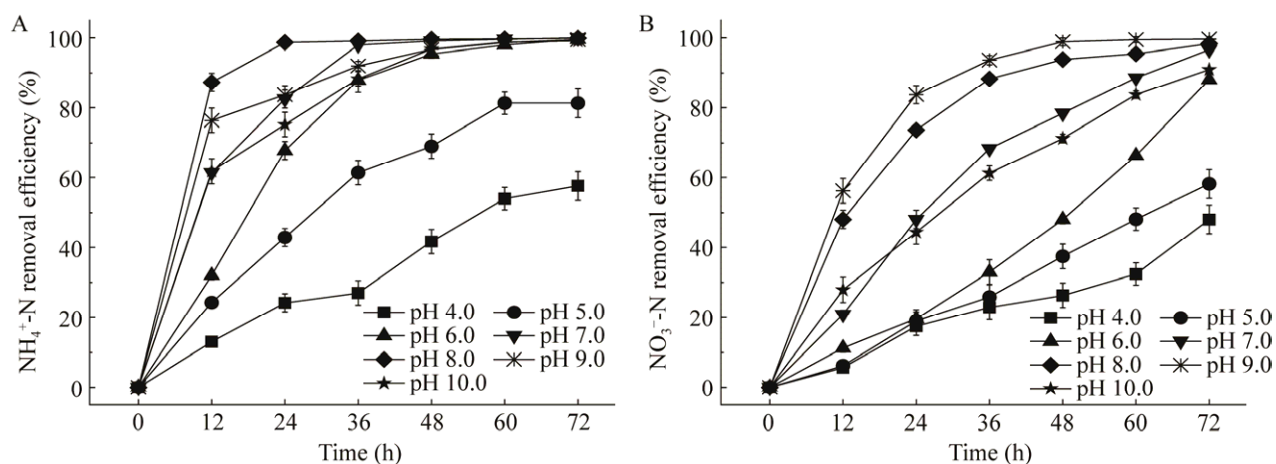 A
NH₄⁺-N removal efficiency (%)
100
80
60
40
20
0
pH 4.0
pH 5.0
pH 6.0
pH 7.0
pH 8.0
pH 9.0
pH 10.0
0 12 24 36 48 60 72
Time (h)
B
NO₃⁻-N removal efficiency (%)
100
80
60
40
20
0
pH 4.0
pH 5.0
pH 6.0
pH 7.0
pH 8.0
pH 9.0
pH 10.0
0 12 24 36 48 60 72
Time (h)